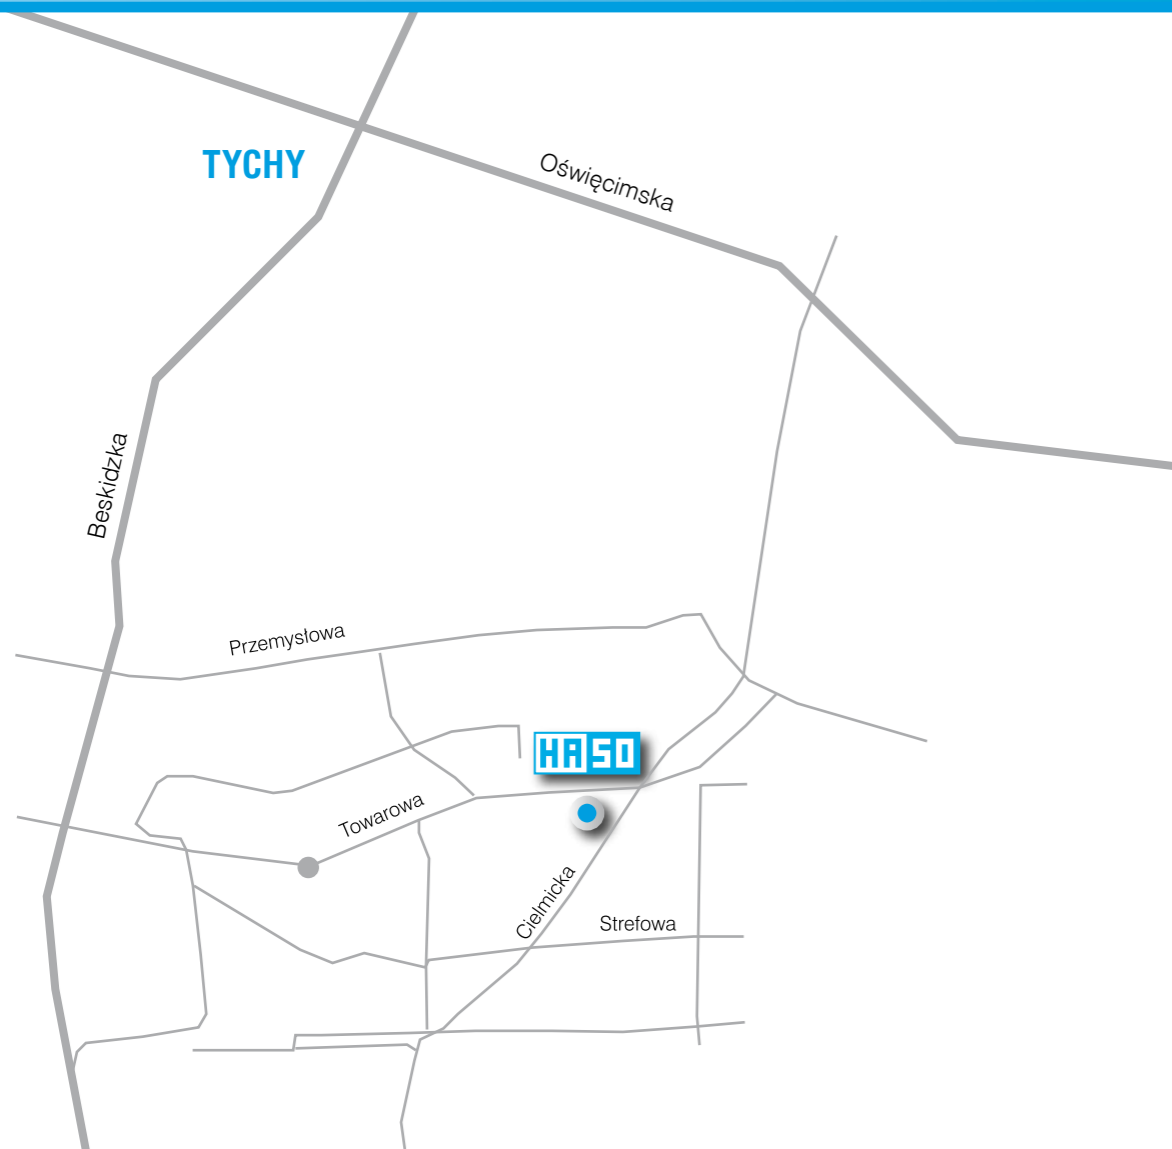 TYCHY
Oświęcimska
Beskidzka
Przemysłowa
HASO
Towarowa
Cielmicka
Strefowa